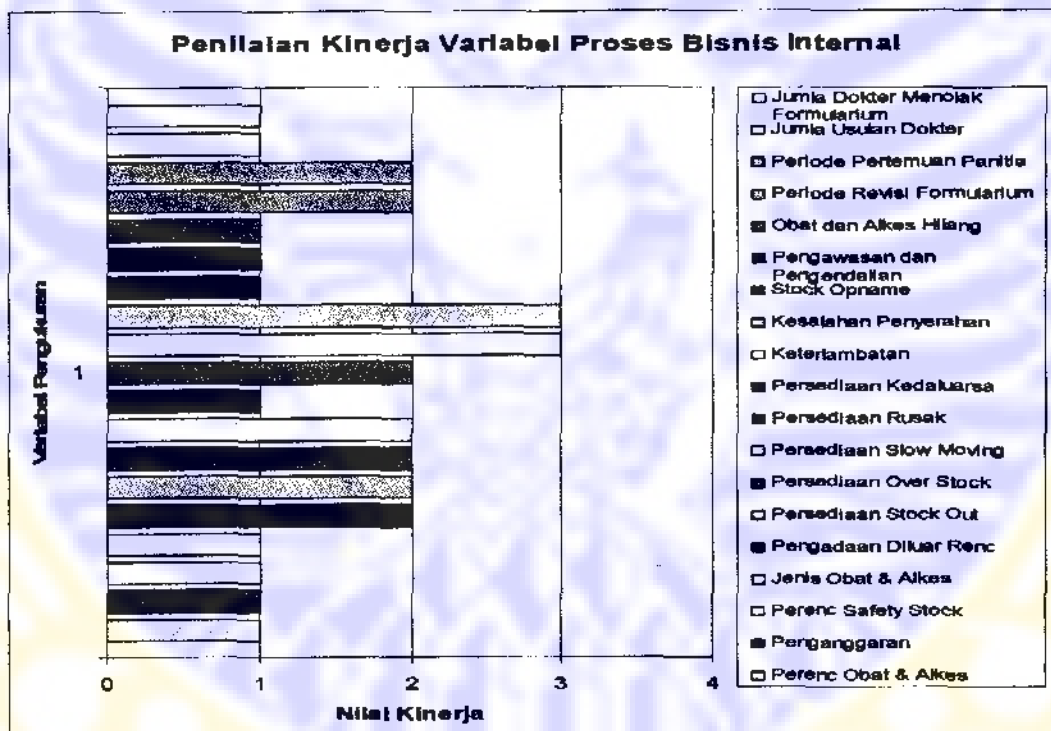 Penilaian Kinerja Variabel Proses Bisnis Internal
Variabel Pengukuran
1
0 1 2 3 4
Nilai Kinerja
Jumla Dokter Menolak
Formularium
Jumla Usulan Dokter
Periode Pertemuan Panitia
Periode Revisi Formularium
Obat dan Alkes Hilang
Pengawasan dan
Pengendalian
Stock Opname
Kesalahan Penyerahan
Keterlambatan
Persediaan Kedaluarsa
Persediaan Rusak
Persediaan Slow Moving
Persediaan Over Stock
Persediaan Stock Out
Pengadaan Diluar Renc
Jenis Obat & Alkes
Perenc Safety Stock
Penganggaran
Perenc Obat & Alkes